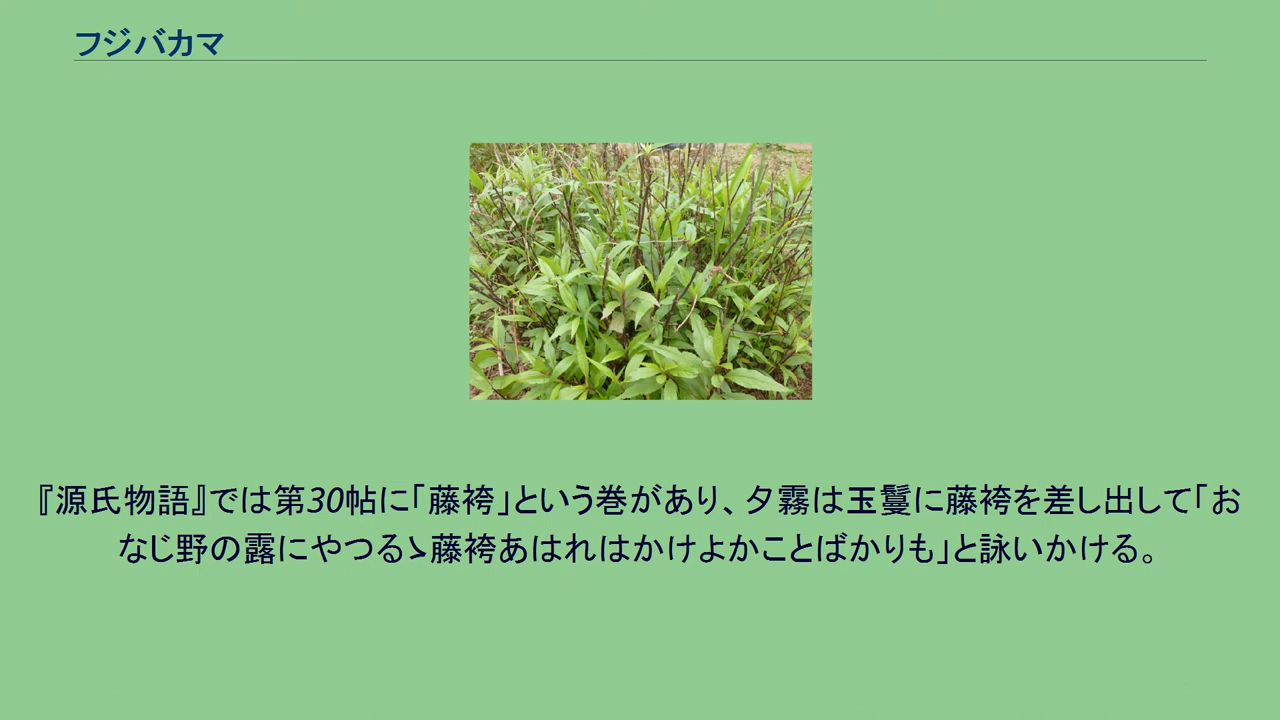 フジバカマ
『源氏物語』では第30帖に「藤袴」という巻があり、夕霧は玉鬘に藤袴を差し出して「お
なじ野の露にやつるゝ藤袴あはれはかけよかことばかりも」と詠いかける。